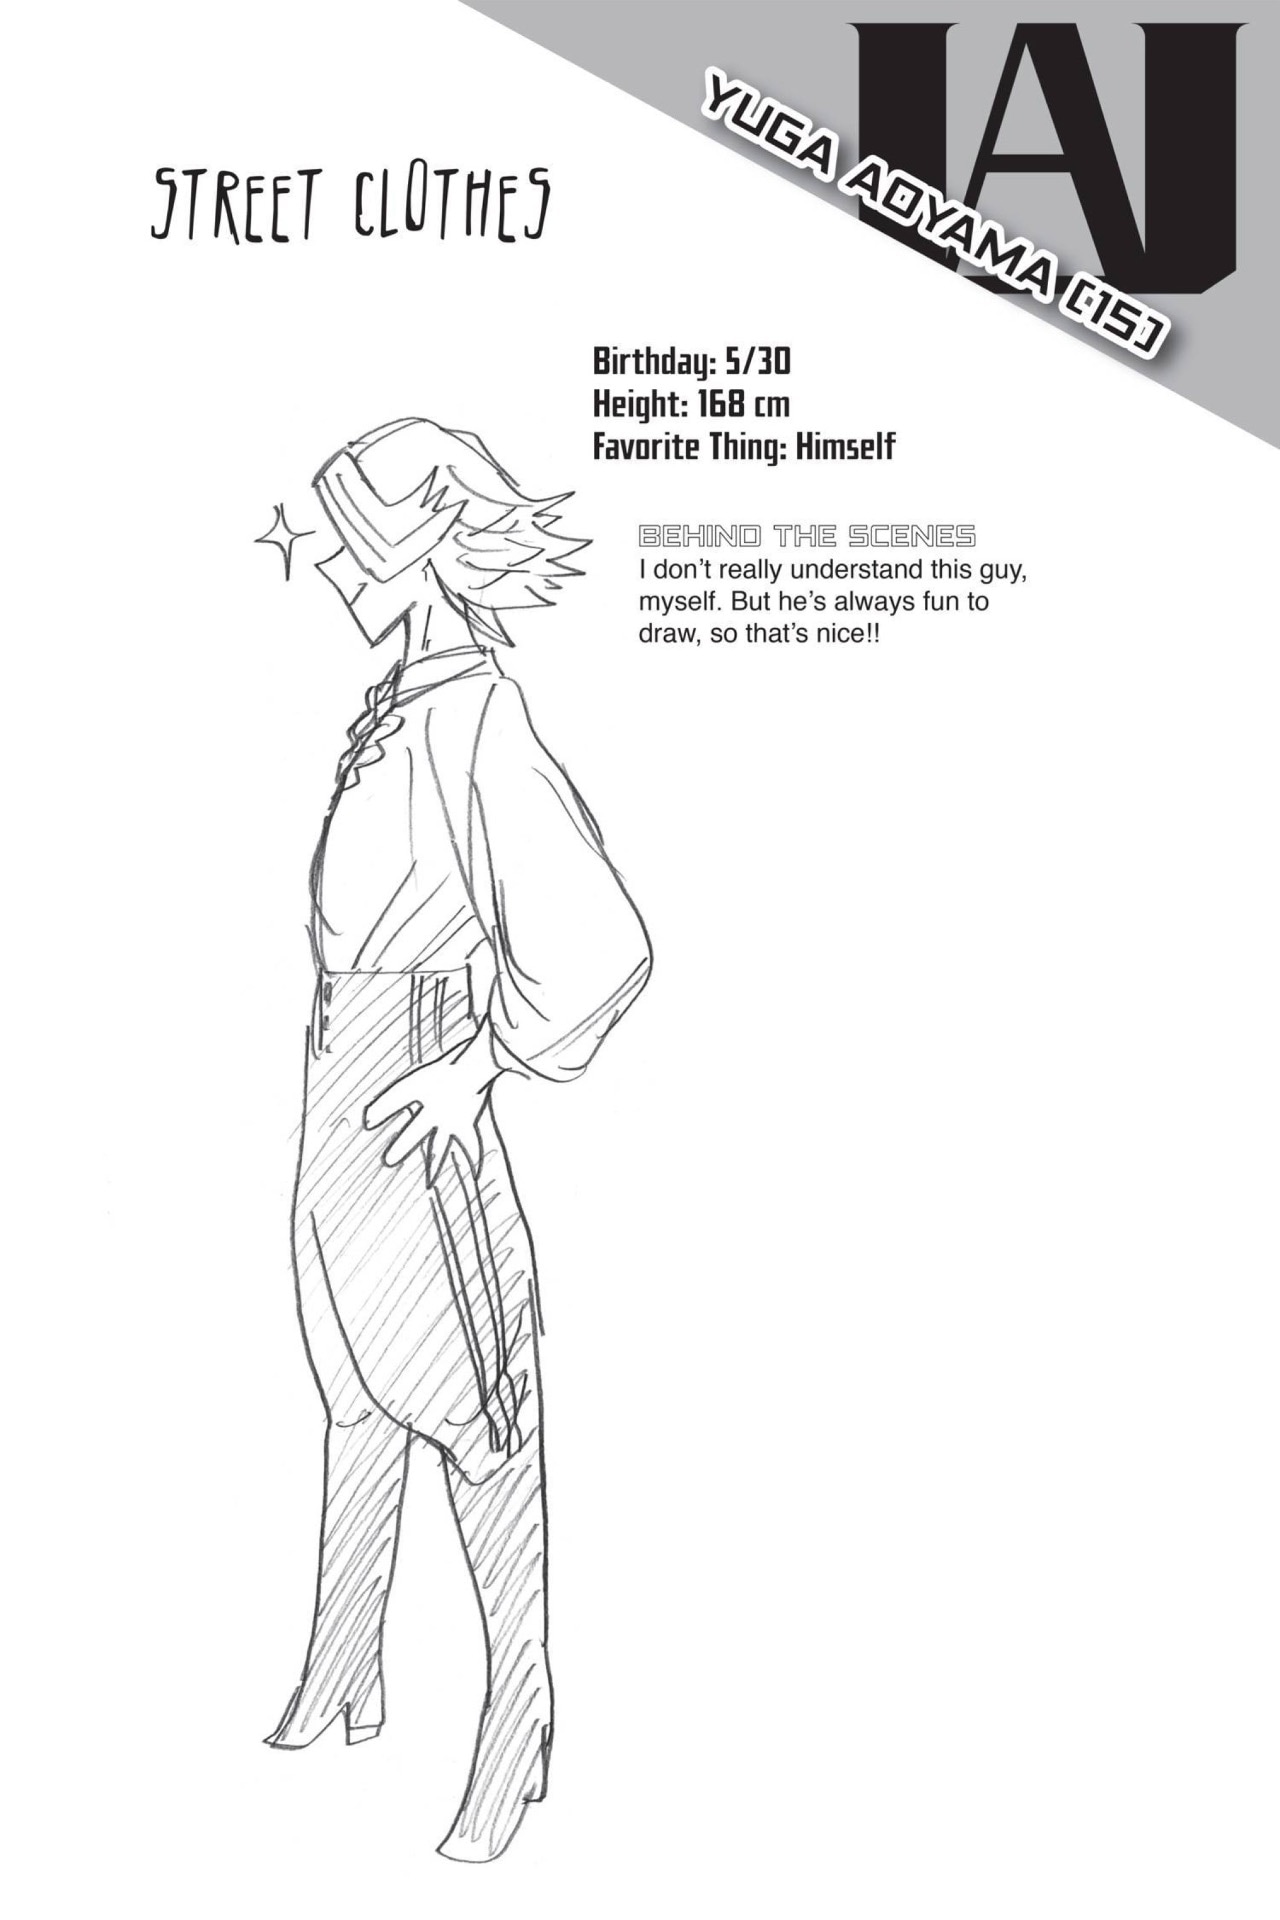 UA
YUGA AOYAMA (15)
STREET CLOTHES
Birthday: 5/30
Height: 168 cm
Favorite Thing: Himself
BEHIND THE SCENES
I don't really understand this guy,
myself. But he's always fun to
draw, so that's nice!!